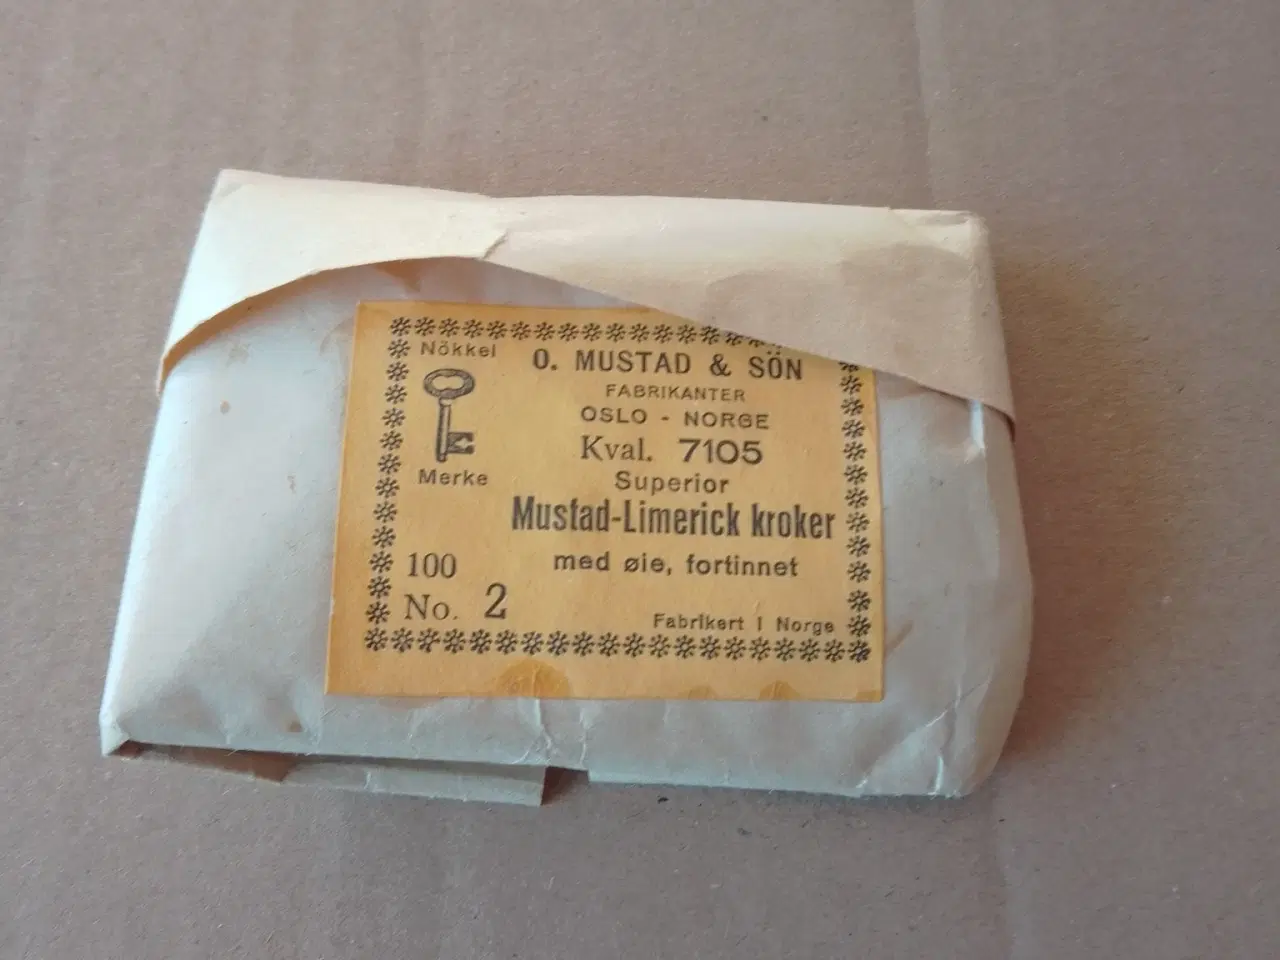 Nökkel
O. MUSTAD & SÖN
FABRIKANTER
OSLO - NORGE
Kval. 7105
Merke
Superior
Mustad-Limerick kroker
med øie, fortinnet
100
No. 2
Fabrikert i Norge